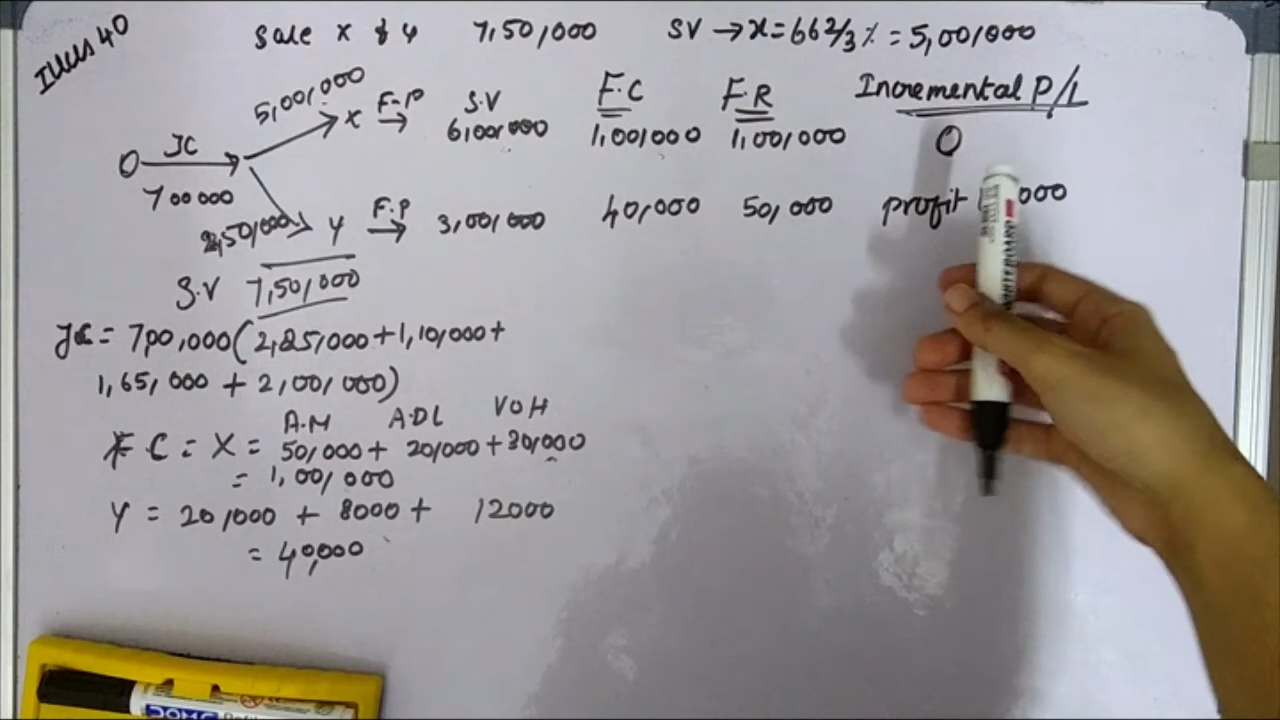 Illus 40
Sale X & Y 7,50,000 SV → X = 66 2/3 % = 5,00,000
5,00,000 X F-P S.V F.C F.R Incremental P/L
JC 6,00,000 1,00,000 1,00,000 0
700000
2,50,000 Y F.P 3,00,000 40,000 50,000 profit 000
S.V 7,50,000
JC = 700,000 (2,25,000 + 1,10,000 +
1,65,000 + 2,00,000)
A.M A.DL VOH
F C = X = 50,000 + 20,000 + 30,000
= 1,00,000
Y = 20,000 + 8000 + 12000
= 40,000
DOMS